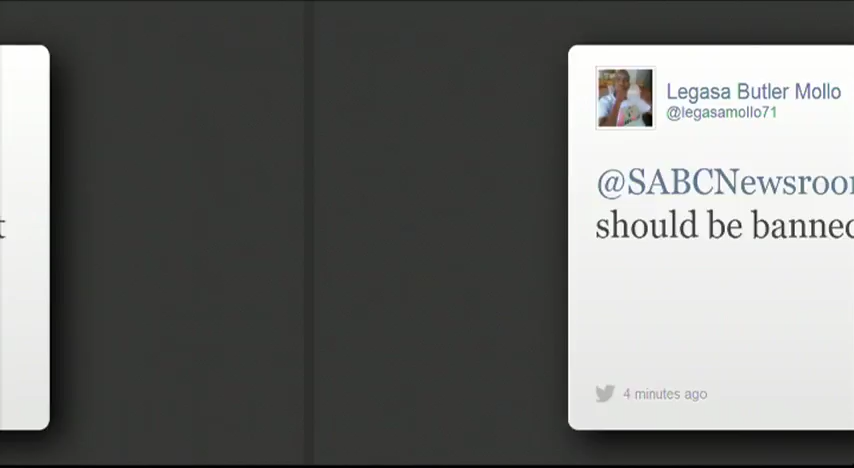 Legasa Butler Mollo
@legasamollo71
should be banned
4 minutes ago